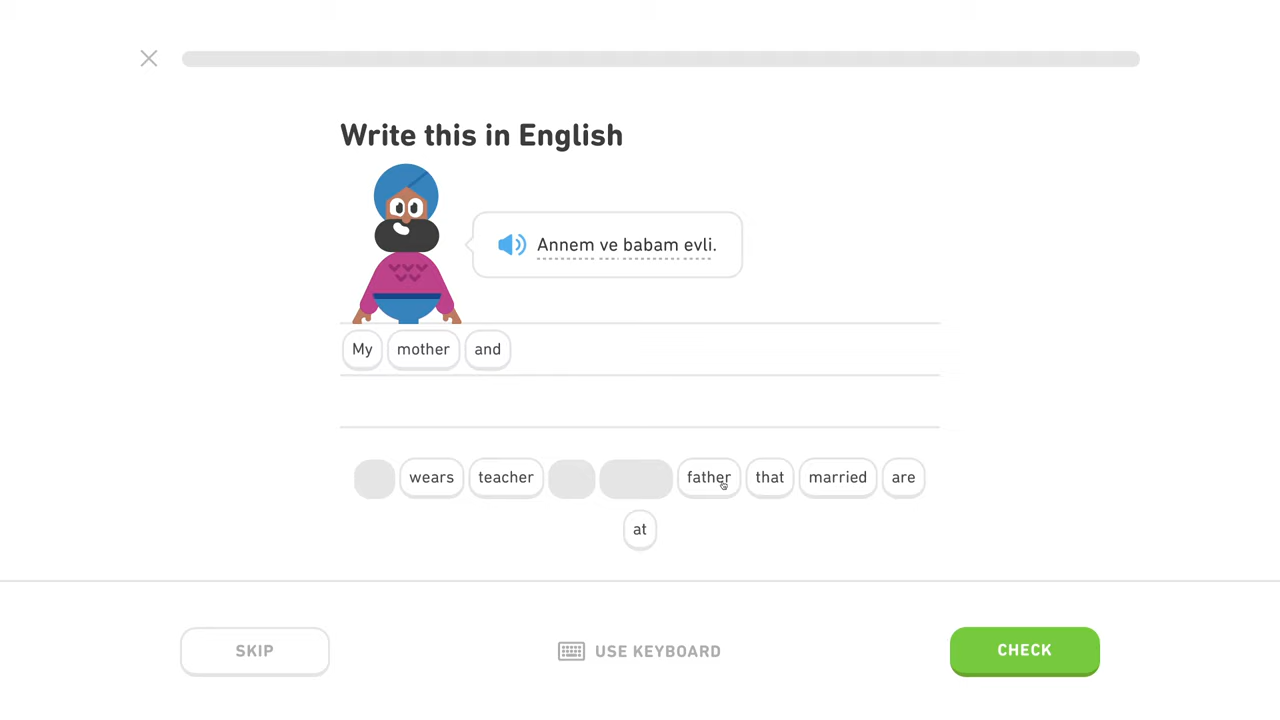 Write this in English
Annem ve babam evli.
My mother and
wears teacher father that married are
at
SKIP USE KEYBOARD CHECK